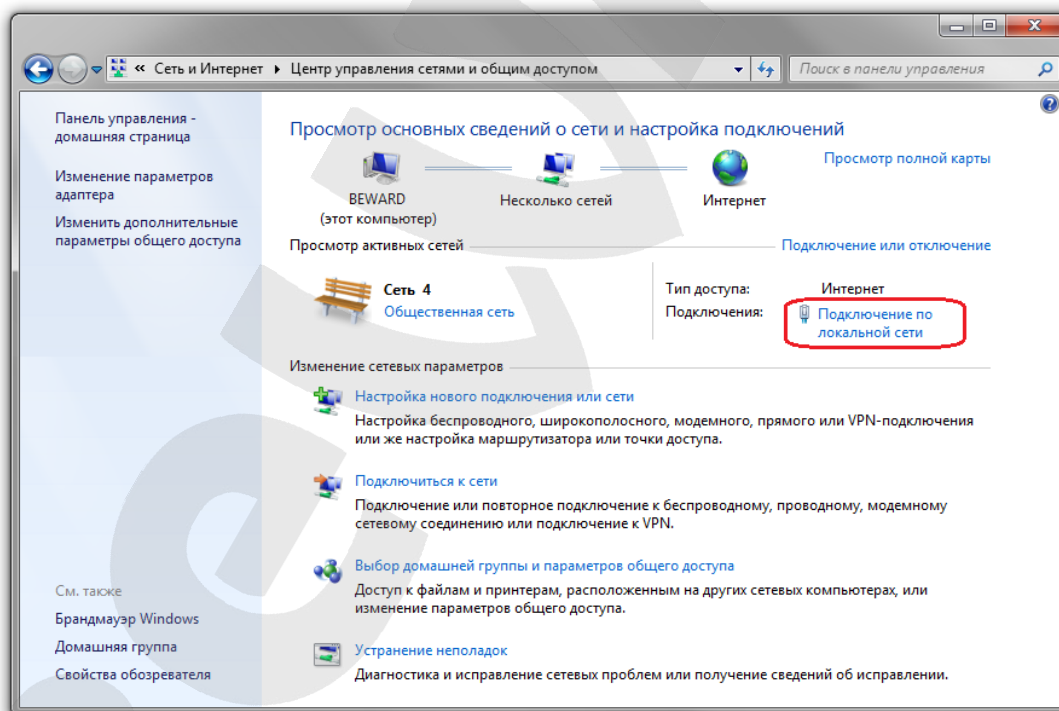 « Сеть и Интернет ▸ Центр управления сетями и общим доступом
Поиск в панели управления
Панель управления -
домашняя страница
Изменение параметров
адаптера
Изменить дополнительные
параметры общего доступа
См. также
Брандмауэр Windows
Домашняя группа
Свойства обозревателя
Просмотр основных сведений о сети и настройка подключений
Просмотр полной карты
BEWARD
(этот компьютер)
Несколько сетей
Интернет
Просмотр активных сетей
Подключение или отключение
Сеть 4
Общественная сеть
Тип доступа: Интернет
Подключения: Подключение по
локальной сети
Изменение сетевых параметров
Настройка нового подключения или сети
Настройка беспроводного, широкополосного, модемного, прямого или VPN-подключения
или же настройка маршрутизатора или точки доступа.
Подключиться к сети
Подключение или повторное подключение к беспроводному, проводному, модемному
сетевому соединению или подключение к VPN.
Выбор домашней группы и параметров общего доступа
Доступ к файлам и принтерам, расположенным на других сетевых компьютерах, или
изменение параметров общего доступа.
Устранение неполадок
Диагностика и исправление сетевых проблем или получение сведений об исправлении.